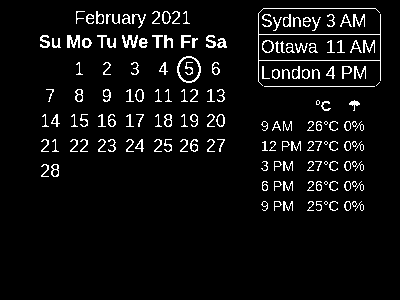 February 2021
Su Mo Tu We Th Fr Sa
1 2 3 4 5 6
7 8 9 10 11 12 13
14 15 16 17 18 19 20
21 22 23 24 25 26 27
28
Sydney 3 AM
Ottawa 11 AM
London 4 PM
°C ☂
9 AM 26°C 0%
12 PM 27°C 0%
3 PM 27°C 0%
6 PM 26°C 0%
9 PM 25°C 0%